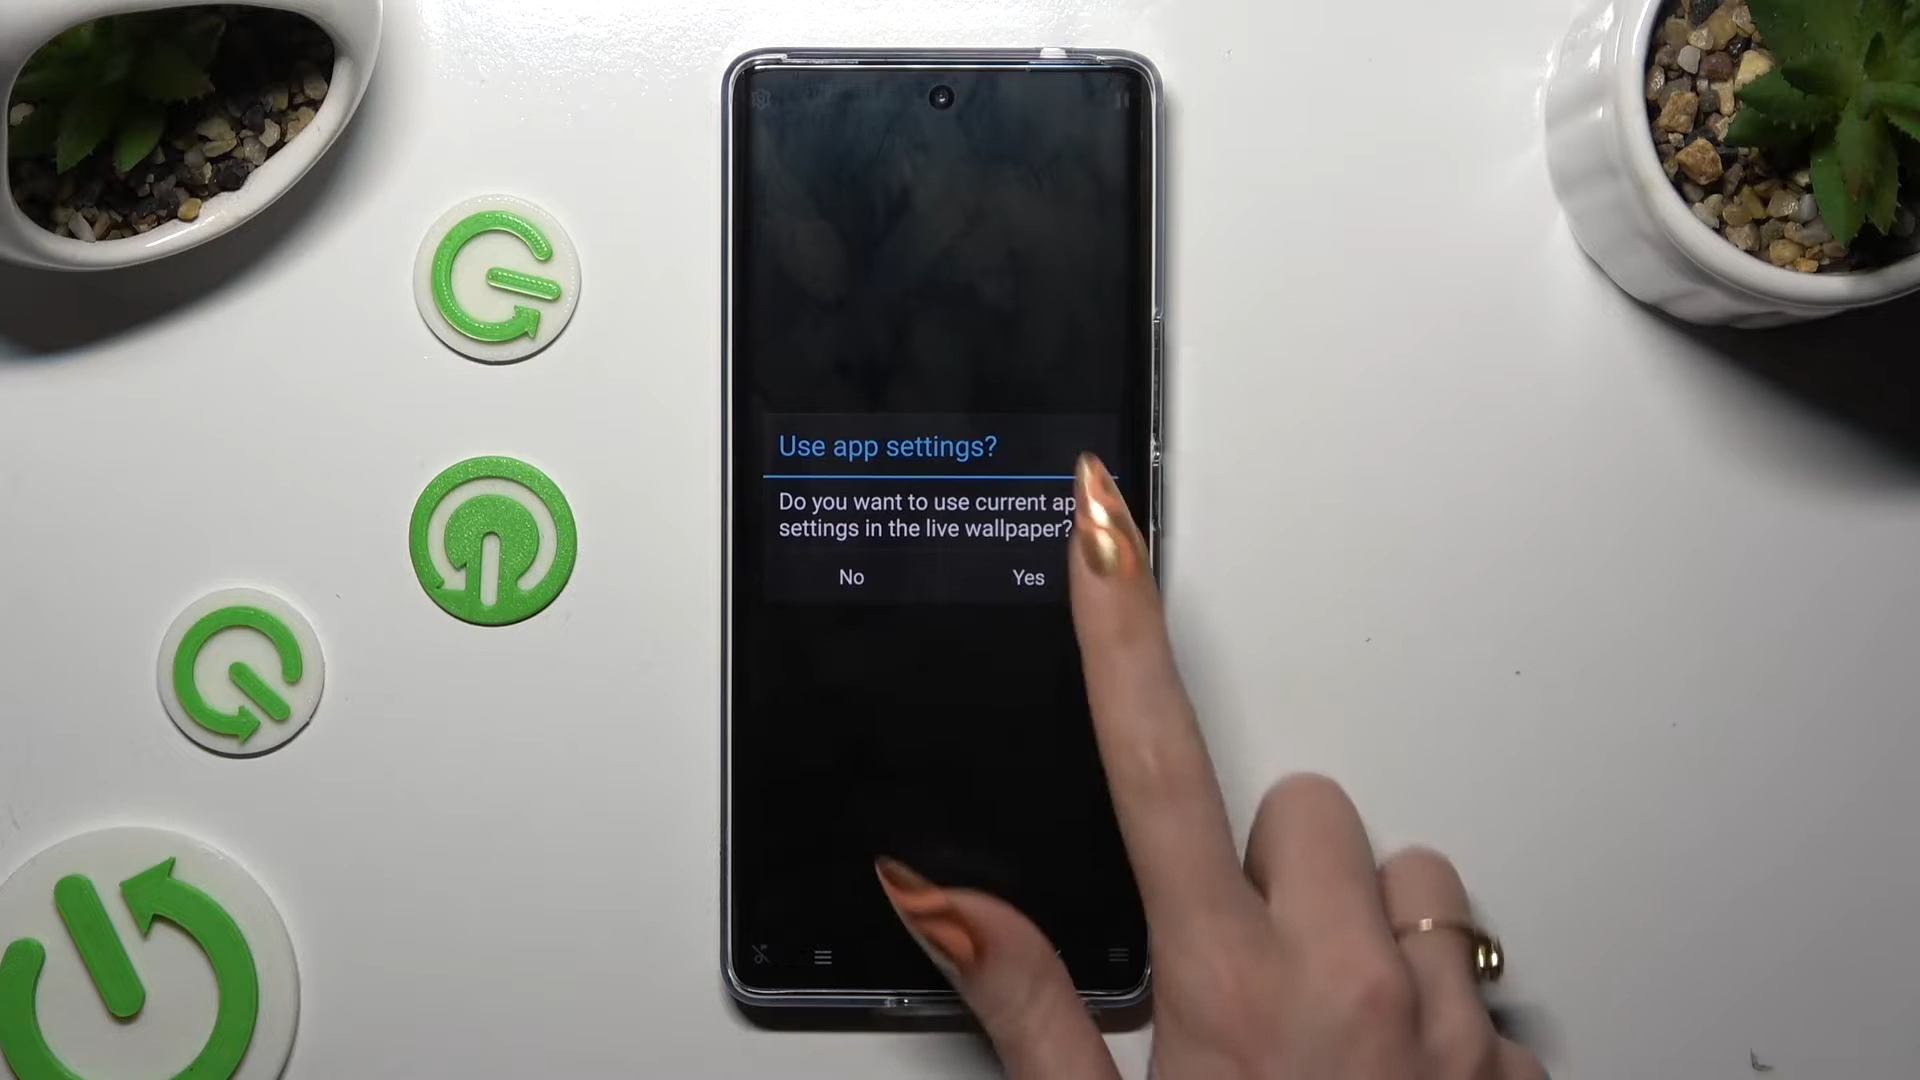 Use app settings?
Do you want to use current ap
settings in the live wallpaper?
No Yes